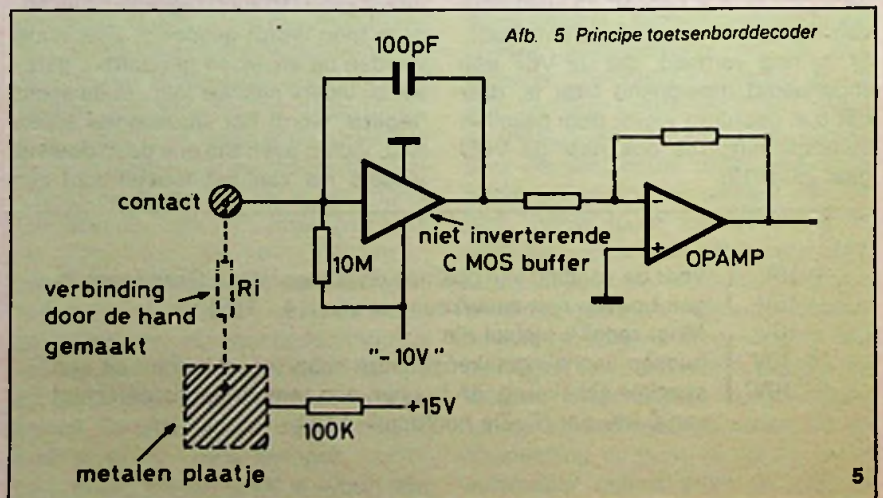 Afb. 5 Principe toetsenborddecoder
100pF
contact
10M
niet inverterende
C MOS buffer
-
+
OPAMP
verbinding
door de hand
gemaakt
Ri
"-10V"
100K
+15V
metalen plaatje
5